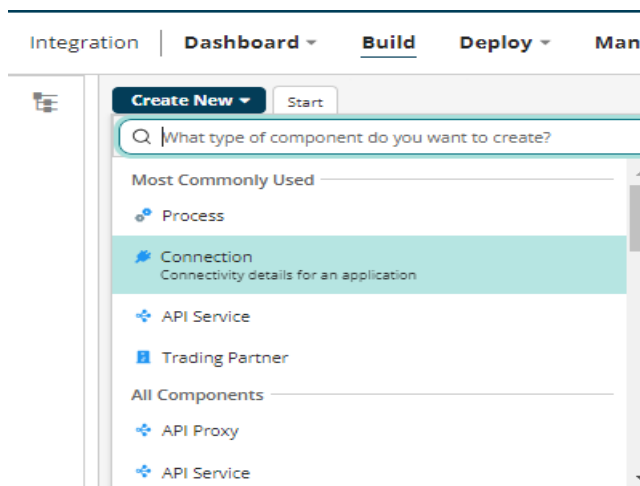 Integration Dashboard Build Deploy Man
Create New Start
What type of component do you want to create?
Most Commonly Used
Process
Connection
Connectivity details for an application
API Service
Trading Partner
All Components
API Proxy
API Service